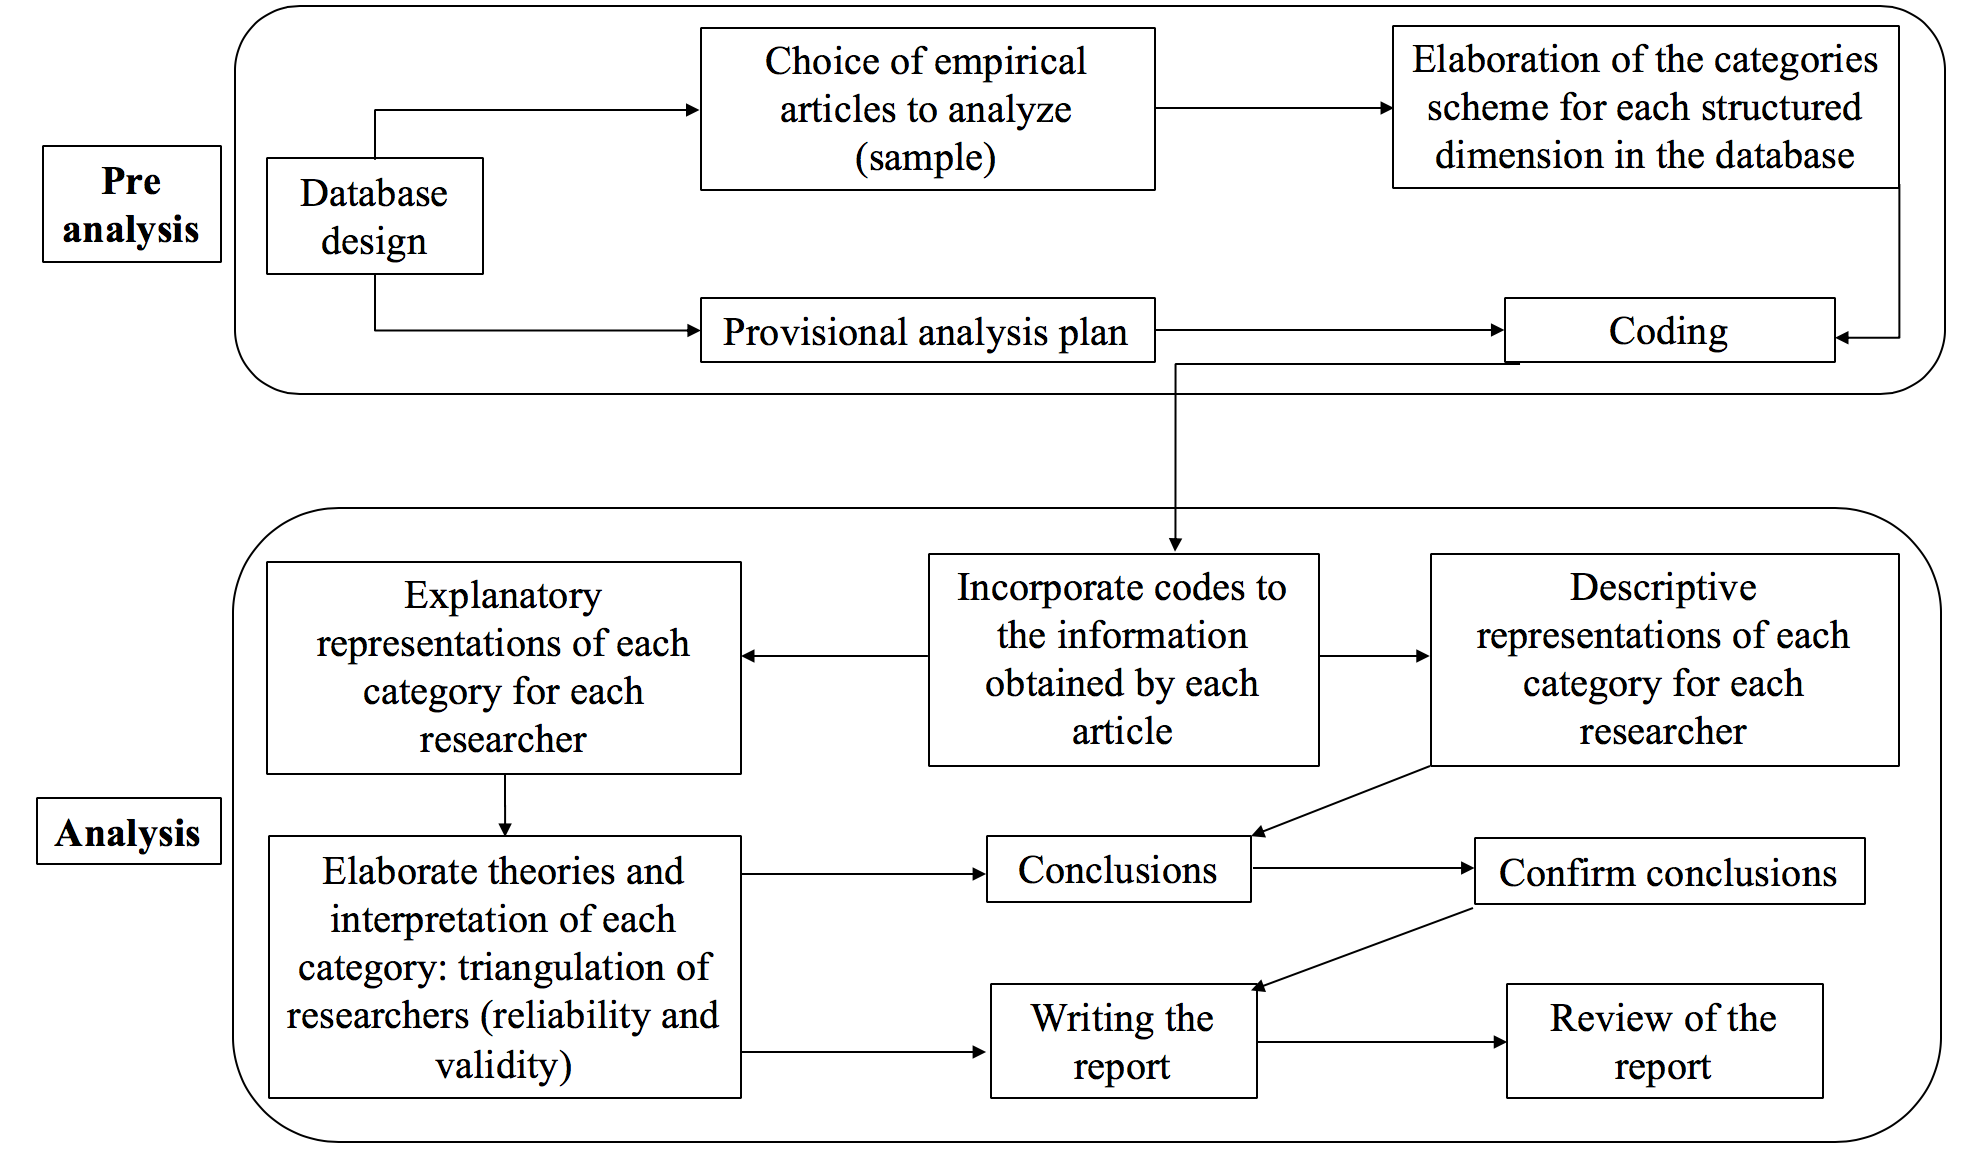 Pre
analysis
Database
design
Choice of empirical
articles to analyze
(sample)
Elaboration of the categories
scheme for each structured
dimension in the database
Provisional analysis plan
Coding
Analysis
Explanatory
representations of each
category for each
researcher
Incorporate codes to
the information
obtained by each
article
Descriptive
representations of each
category for each
researcher
Elaborate theories and
interpretation of each
category: triangulation of
researchers (reliability and
validity)
Conclusions
Confirm conclusions
Writing the
report
Review of the
report